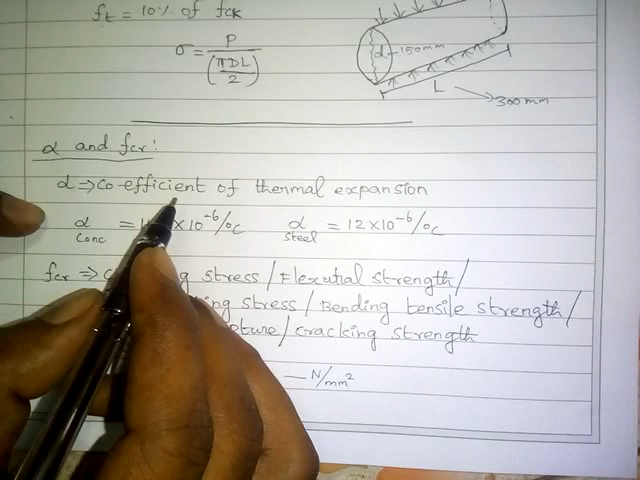 ft = 10% of fck
σ = P / (πDL / 2)
d-150mm
L → 300 mm
α and fcr:
α ⇒ Co-efficient of thermal expansion
α conc = ×10⁻⁶/°C α steel = 12×10⁻⁶/°C
fcr ⇒ stress / Flexural strength /
stress / Bending tensile strength /
/ cracking strength
— N/mm²